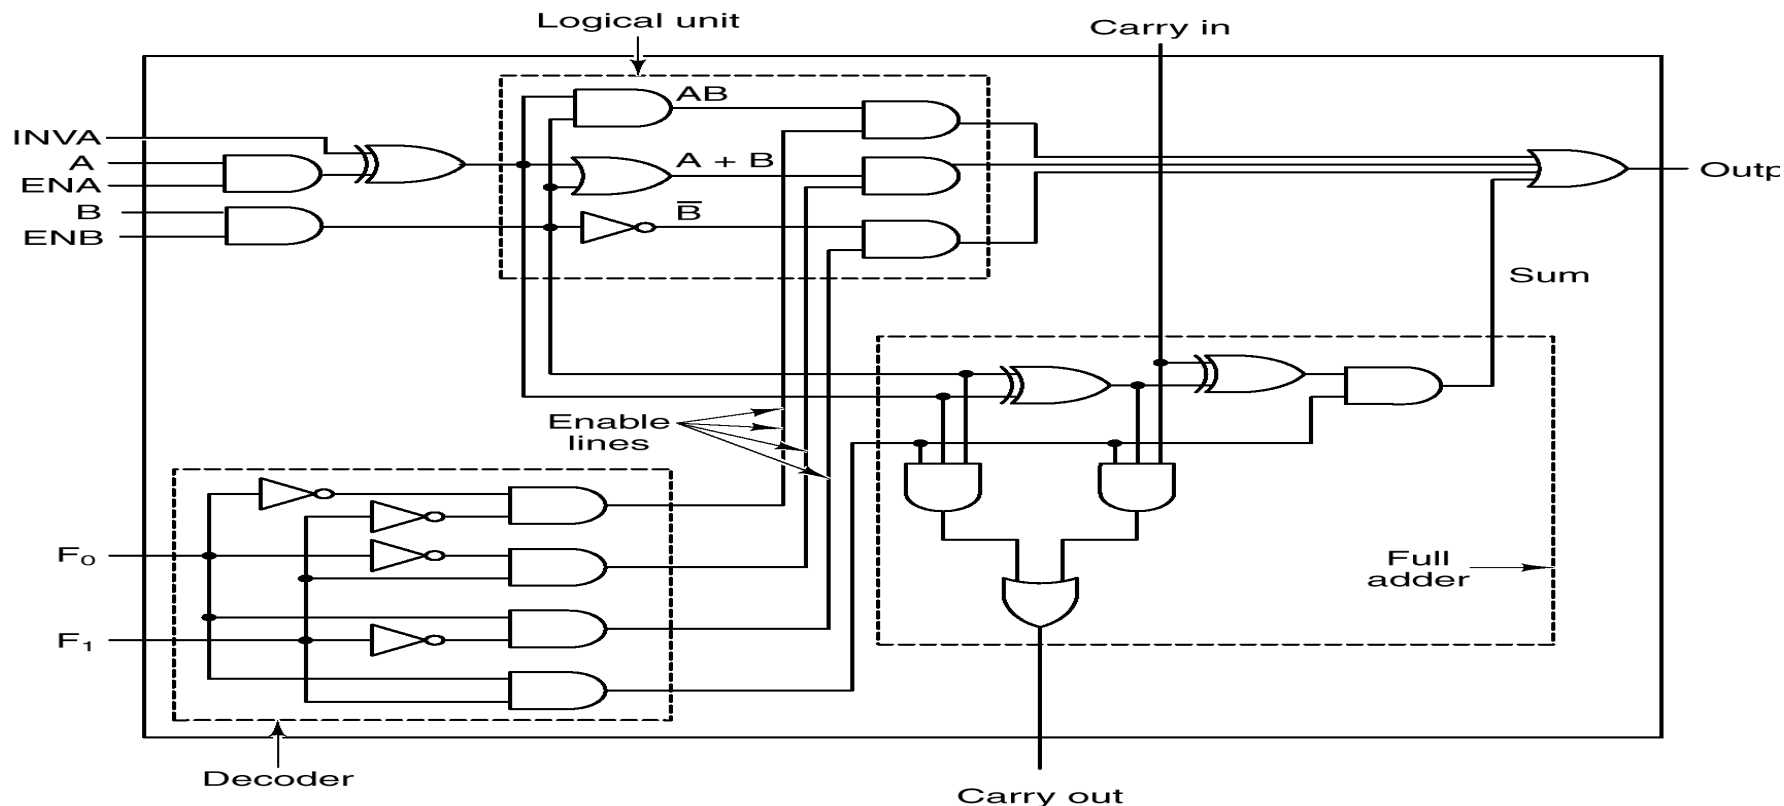 Logical unit
Carry in
INVA
A
ENA
B
ENB
AB
A + B
B̅
Outp
Sum
Enable
lines
F₀
F₁
Full
adder
Decoder
Carry out